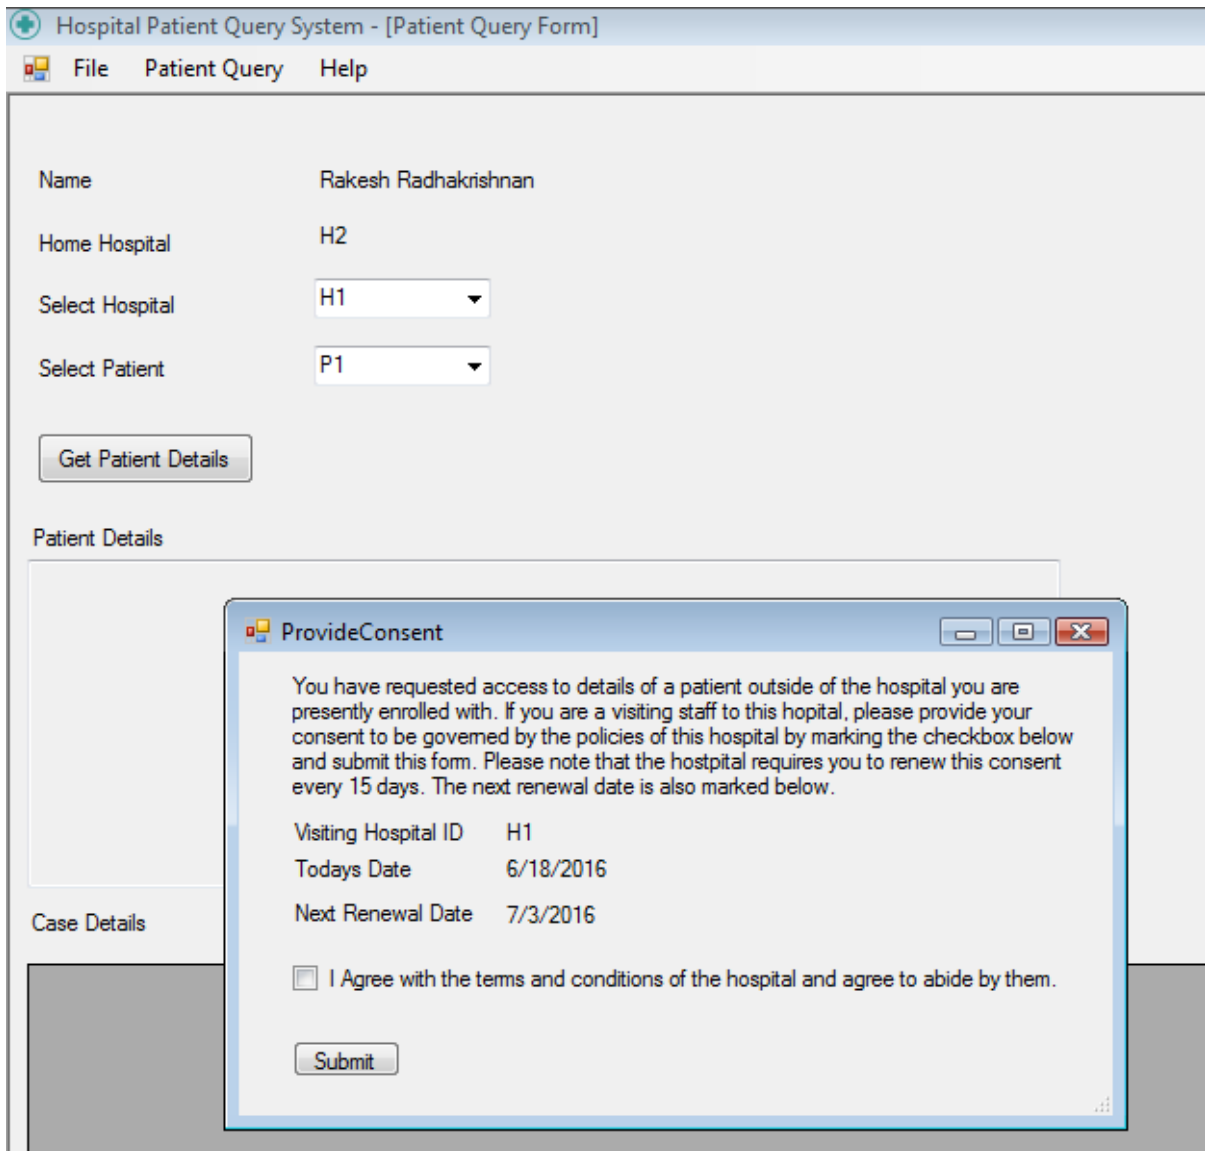 Hospital Patient Query System - [Patient Query Form]
File Patient Query Help
Name Rakesh Radhakrishnan
Home Hospital H2
Select Hospital H1
Select Patient P1
Get Patient Details
Patient Details
ProvideConsent
You have requested access to details of a patient outside of the hospital you are
presently enrolled with. If you are a visiting staff to this hopital, please provide your
consent to be governed by the policies of this hospital by marking the checkbox below
and submit this form. Please note that the hostpital requires you to renew this consent
every 15 days. The next renewal date is also marked below.
Visiting Hospital ID H1
Todays Date 6/18/2016
Next Renewal Date 7/3/2016
Case Details
I Agree with the terms and conditions of the hospital and agree to abide by them.
Submit